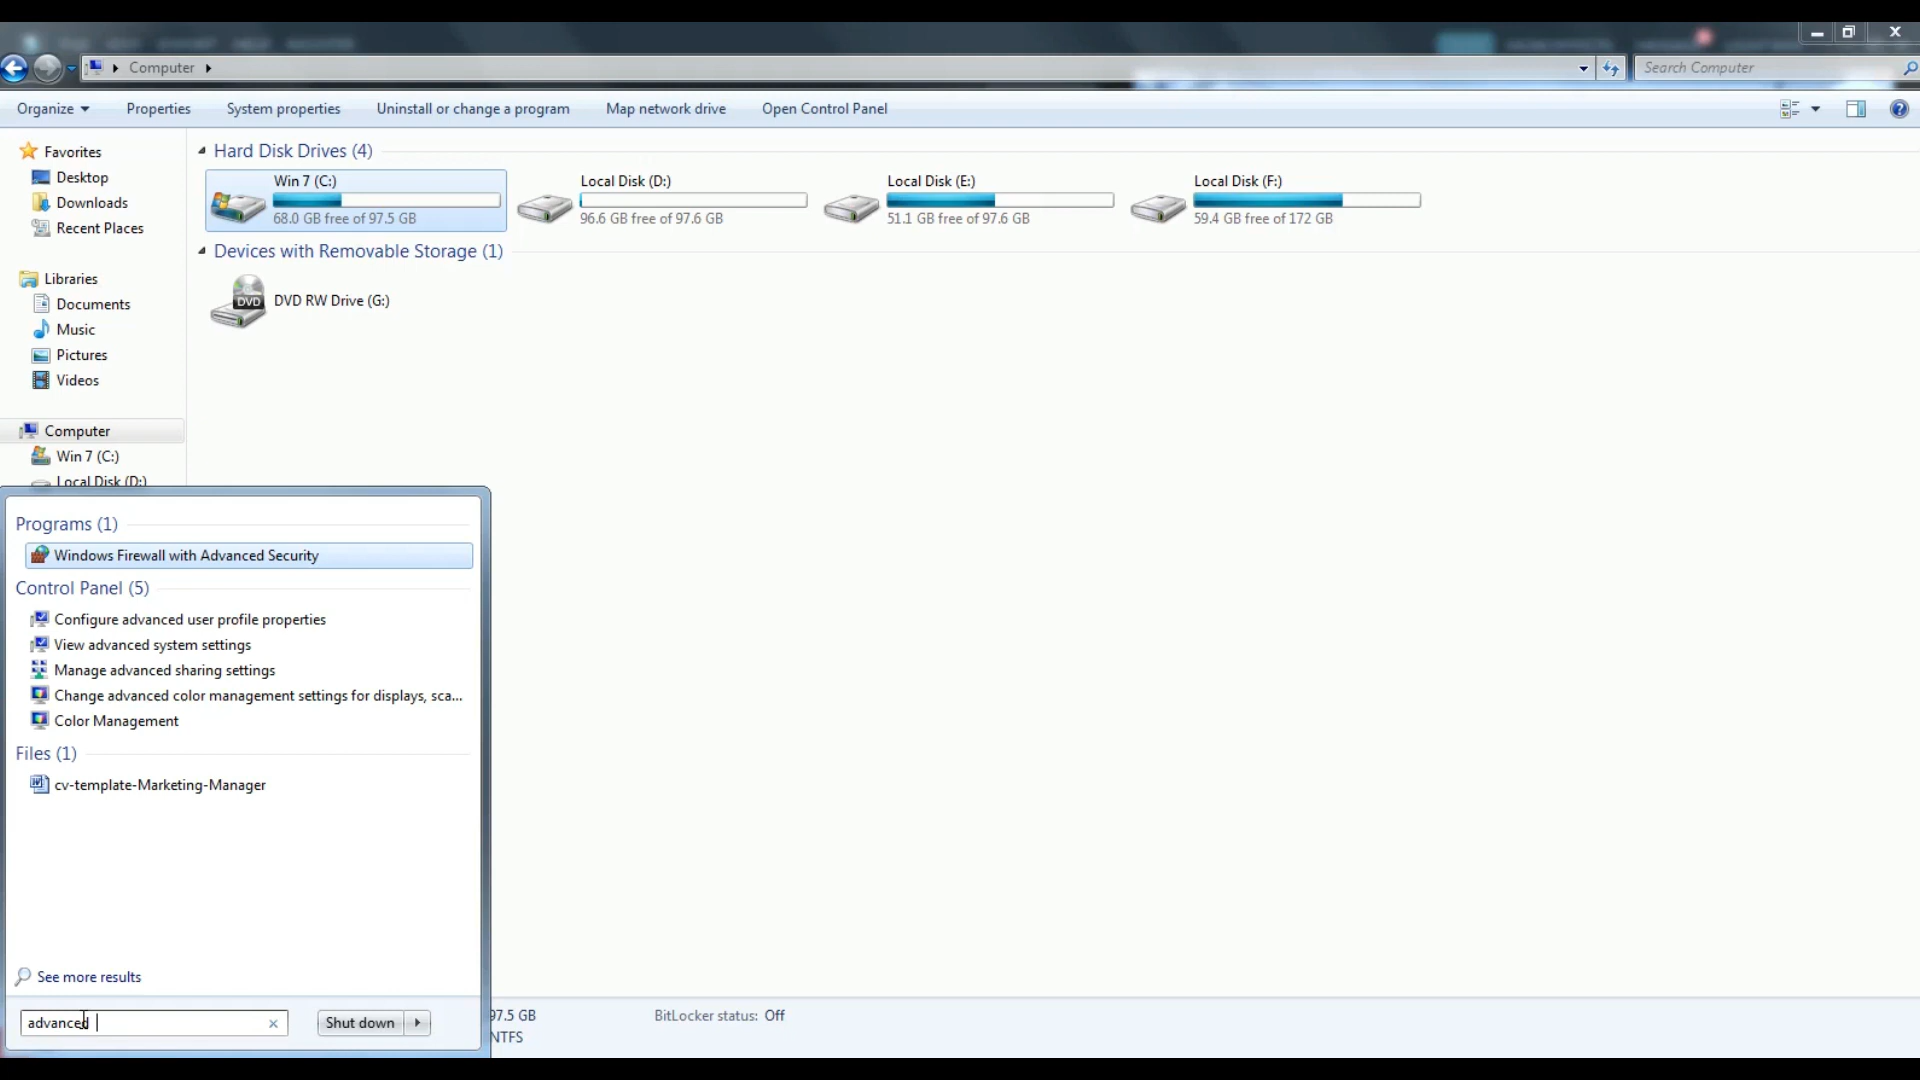 Computer
Search Computer
Organize
Properties
System properties
Uninstall or change a program
Map network drive
Open Control Panel
Favorites
Desktop
Downloads
Recent Places
Libraries
Documents
Music
Pictures
Videos
Computer
Win 7 (C:)
Local Disk (D:)
Hard Disk Drives (4)
Win 7 (C:)
68.0 GB free of 97.5 GB
Local Disk (D:)
96.6 GB free of 97.6 GB
Local Disk (E:)
51.1 GB free of 97.6 GB
Local Disk (F:)
59.4 GB free of 172 GB
Devices with Removable Storage (1)
DVD
DVD RW Drive (G:)
Programs (1)
Windows Firewall with Advanced Security
Control Panel (5)
Configure advanced user profile properties
View advanced system settings
Manage advanced sharing settings
Change advanced color management settings for displays, sca...
Color Management
Files (1)
cv-template-Marketing-Manager
See more results
advanced
Shut down
97.5 GB
NTFS
BitLocker status: Off